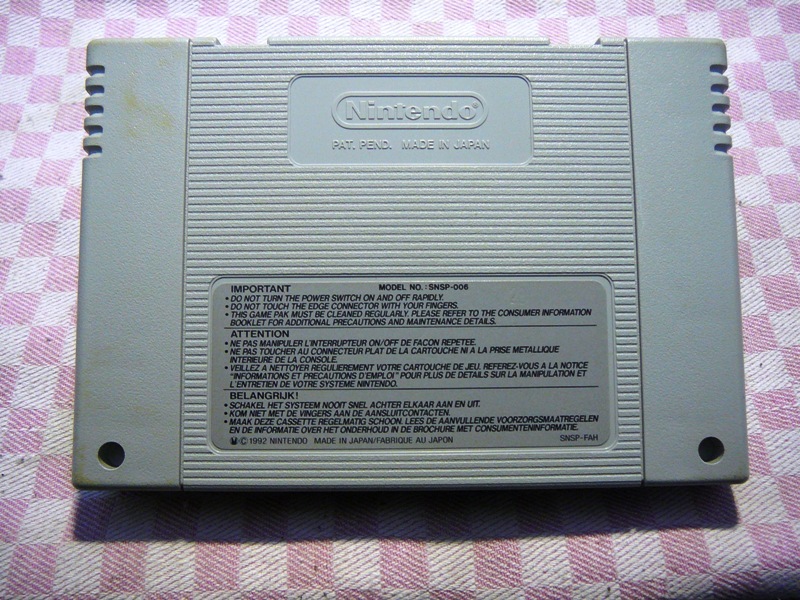 Nintendo
PAT. PEND. MADE IN JAPAN
IMPORTANT MODEL NO. : SNSP-006
• DO NOT TURN THE POWER SWITCH ON AND OFF RAPIDLY.
• DO NOT TOUCH THE EDGE CONNECTOR WITH YOUR FINGERS.
• THIS GAME PAK MUST BE CLEANED REGULARLY. PLEASE REFER TO THE CONSUMER INFORMATION
BOOKLET FOR ADDITIONAL PRECAUTIONS AND MAINTENANCE DETAILS.
ATTENTION
• NE PAS MANIPULER L'INTERRUPTEUR ON/OFF DE FACON REPETEE.
• NE PAS TOUCHER AU CONNECTEUR PLAT DE LA CARTOUCHE NI A LA PRISE METALLIQUE
INTERIEURE DE LA CONSOLE.
• VEILLEZ A NETTOYER REGULIEREMENT VOTRE CARTOUCHE DE JEU. REFEREZ-VOUS A LA NOTICE
"INFORMATIONS ET PRECAUTIONS D'EMPLOI" POUR PLUS DE DETAILS SUR LA MANIPULATION ET
L'ENTRETIEN DE VOTRE SYSTEME NINTENDO.
BELANGRIJK!
• SCHAKEL HET SYSTEEM NOOIT SNEL ACHTER ELKAAR AAN EN UIT.
• KOM NIET MET DE VINGERS AAN DE AANSLUITCONTACTEN.
• MAAK DEZE CASSETTE REGELMATIG SCHOON. LEES DE AANVULLENDE VOORZORGSMAATREGELEN
EN DE INFORMATIE OVER HET ONDERHOUD IN DE BROCHURE MET CONSUMENTENINFORMATIE.
© 1992 NINTENDO MADE IN JAPAN/FABRIQUE AU JAPON SNSP-FAH